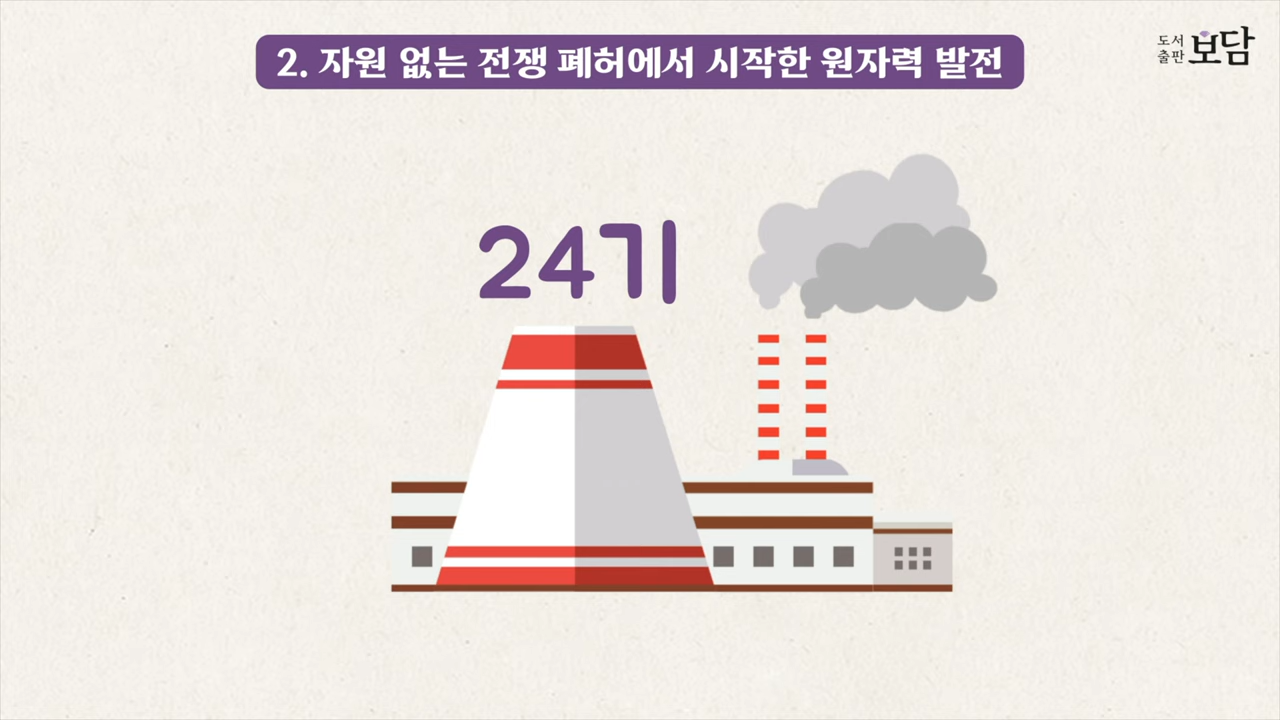 2. 자원 없는 전쟁 폐허에서 시작한 원자력 발전
도서
출판
보담
24기